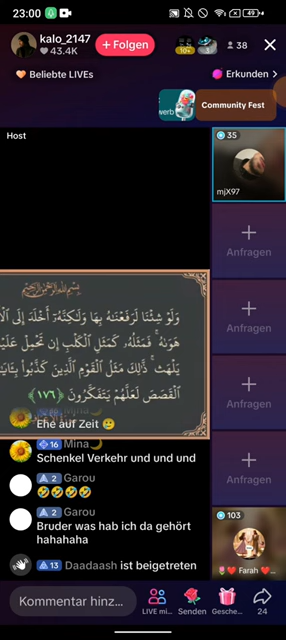 23:00
49
kalo_2147
43.4K
+ Folgen
10+
3
38
Beliebte LIVEs
Erkunden >
Community Fest
Host
35
mjX97
Anfragen
Anfragen
Anfragen
Anfragen
بِسْمِ اللَّهِ الرَّحْمَنِ الرَّحِيمِ
وَلَوْ شِئْنَا لَرَفَعْنَاهُ بِهَا وَلَٰكِنَّهُ أَخْلَدَ إِلَى
هَوَاهُ فَمَثَلُهُ كَمَثَلِ الْكَلْبِ إِن تَحْمِلْ
يَلْهَث ذَّٰلِكَ مَثَلُ الْقَوْمِ الَّذِينَ كَذَّبُوا
الْقَصَصَ لَعَلَّهُمْ يَتَفَكَّرُونَ ﴿١٧٦﴾
Ehe auf Zeit 🥲
16 Mina🌙
Schenkel Verkehr und und und
2 Garou
🤣🤣🤣🤣
2 Garou
Bruder was hab ich da gehört
hahahaha
13 Daadaash ist beigetreten
103
🌹❤️ Farah ❤️...
Kommentar hinz...
LIVE mi...
Senden
Gesche...
24